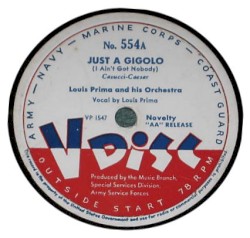 ARMY — NAVY — MARINE CORPS — COAST GUARD
No. 554A
JUST A GIGOLO
(I Ain't Got Nobody)
Casucci-Caesar
Louis Prima and his Orchestra
Vocal by Louis Prima
VP 1547
Novelty
"AA" RELEASE
V DISC
Produced by the Music Branch,
Special Services Division,
Army Service Forces
OUTSIDE START 78 RPM